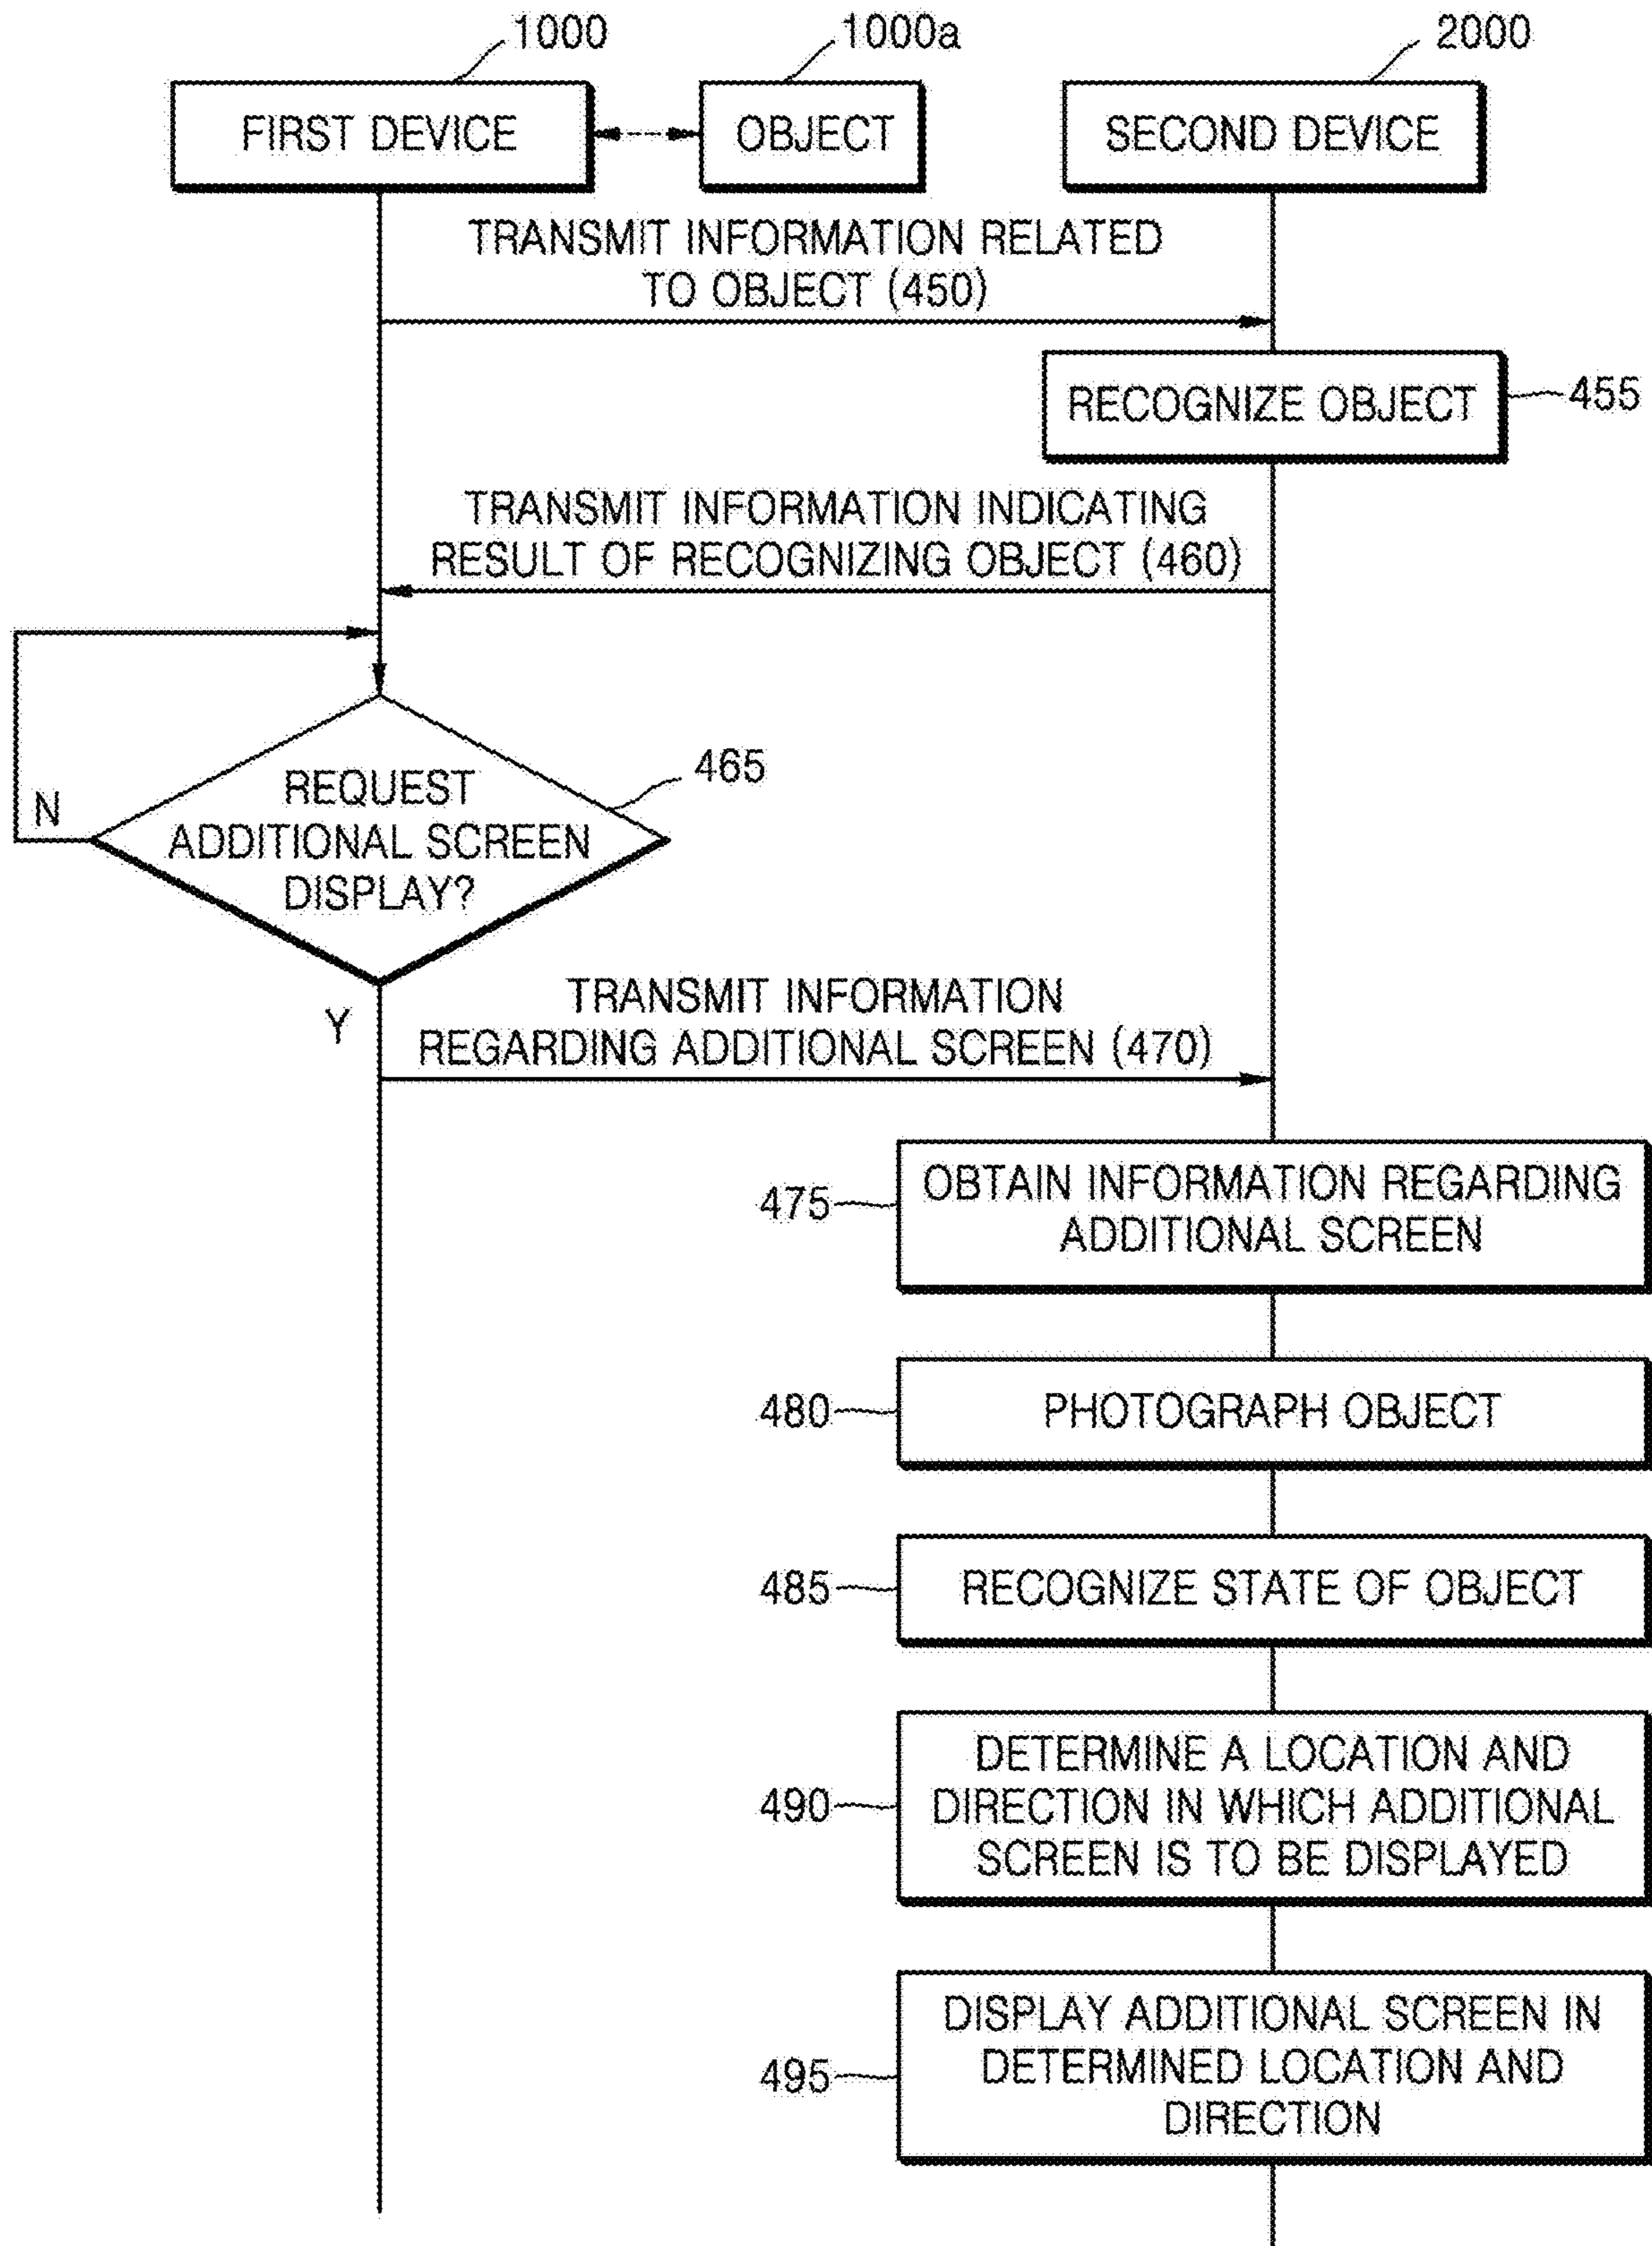 1000
1000a
2000
FIRST DEVICE
OBJECT
SECOND DEVICE
TRANSMIT INFORMATION RELATED
TO OBJECT (450)
RECOGNIZE OBJECT
455
TRANSMIT INFORMATION INDICATING
RESULT OF RECOGNIZING OBJECT (460)
465
REQUEST
ADDITIONAL SCREEN
DISPLAY?
N
Y
TRANSMIT INFORMATION
REGARDING ADDITIONAL SCREEN (470)
475
OBTAIN INFORMATION REGARDING
ADDITIONAL SCREEN
480
PHOTOGRAPH OBJECT
485
RECOGNIZE STATE OF OBJECT
490
DETERMINE A LOCATION AND
DIRECTION IN WHICH ADDITIONAL
SCREEN IS TO BE DISPLAYED
495
DISPLAY ADDITIONAL SCREEN IN
DETERMINED LOCATION AND
DIRECTION